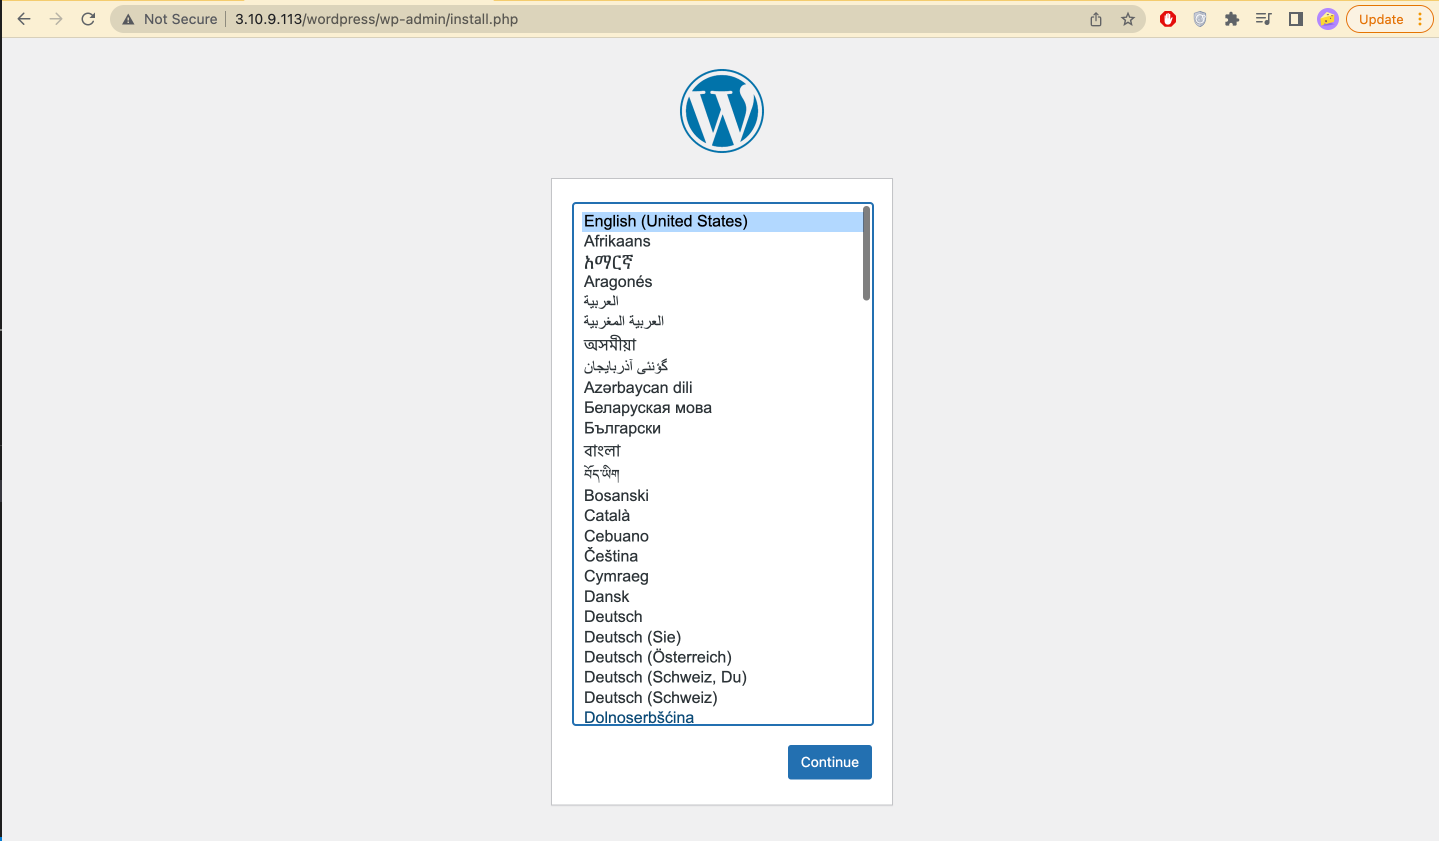 Not Secure 3.10.9.113/wordpress/wp-admin/install.php Update
English (United States)
Afrikaans
አማርኛ
Aragonés
العربية
العربية المغربية
অসমীয়া
گؤنئی آذربایجان
Azərbaycan dili
Беларуская мова
Български
বাংলা
བོད་ཡིག
Bosanski
Català
Cebuano
Čeština
Cymraeg
Dansk
Deutsch
Deutsch (Sie)
Deutsch (Österreich)
Deutsch (Schweiz, Du)
Deutsch (Schweiz)
Dolnoserbšćina
Continue